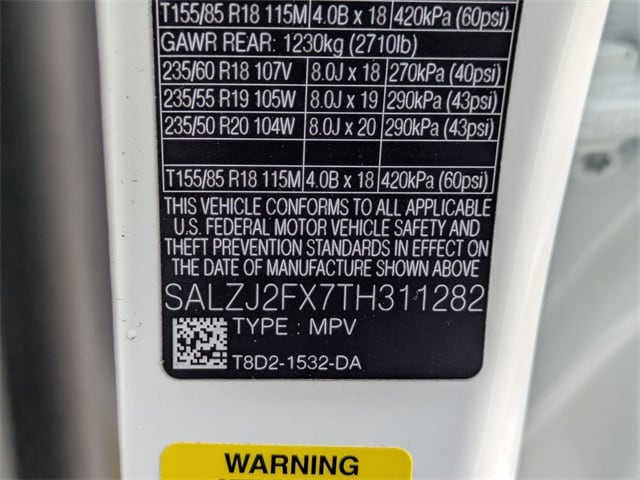 T155/85 R18 115M 4.0B x 18 420kPa (60psi)
GAWR REAR: 1230kg (2710lb)
235/60 R18 107V 8.0J x 18 270kPa (40psi)
235/55 R19 105W 8.0J x 19 290kPa (43psi)
235/50 R20 104W 8.0J x 20 290kPa (43psi)
T155/85 R18 115M 4.0B x 18 420kPa (60psi)
THIS VEHICLE CONFORMS TO ALL APPLICABLE
U.S. FEDERAL MOTOR VEHICLE SAFETY AND
THEFT PREVENTION STANDARDS IN EFFECT ON
THE DATE OF MANUFACTURE SHOWN ABOVE
SALZJ2FX7TH311282
TYPE : MPV
T8D2-1532-DA
WARNING